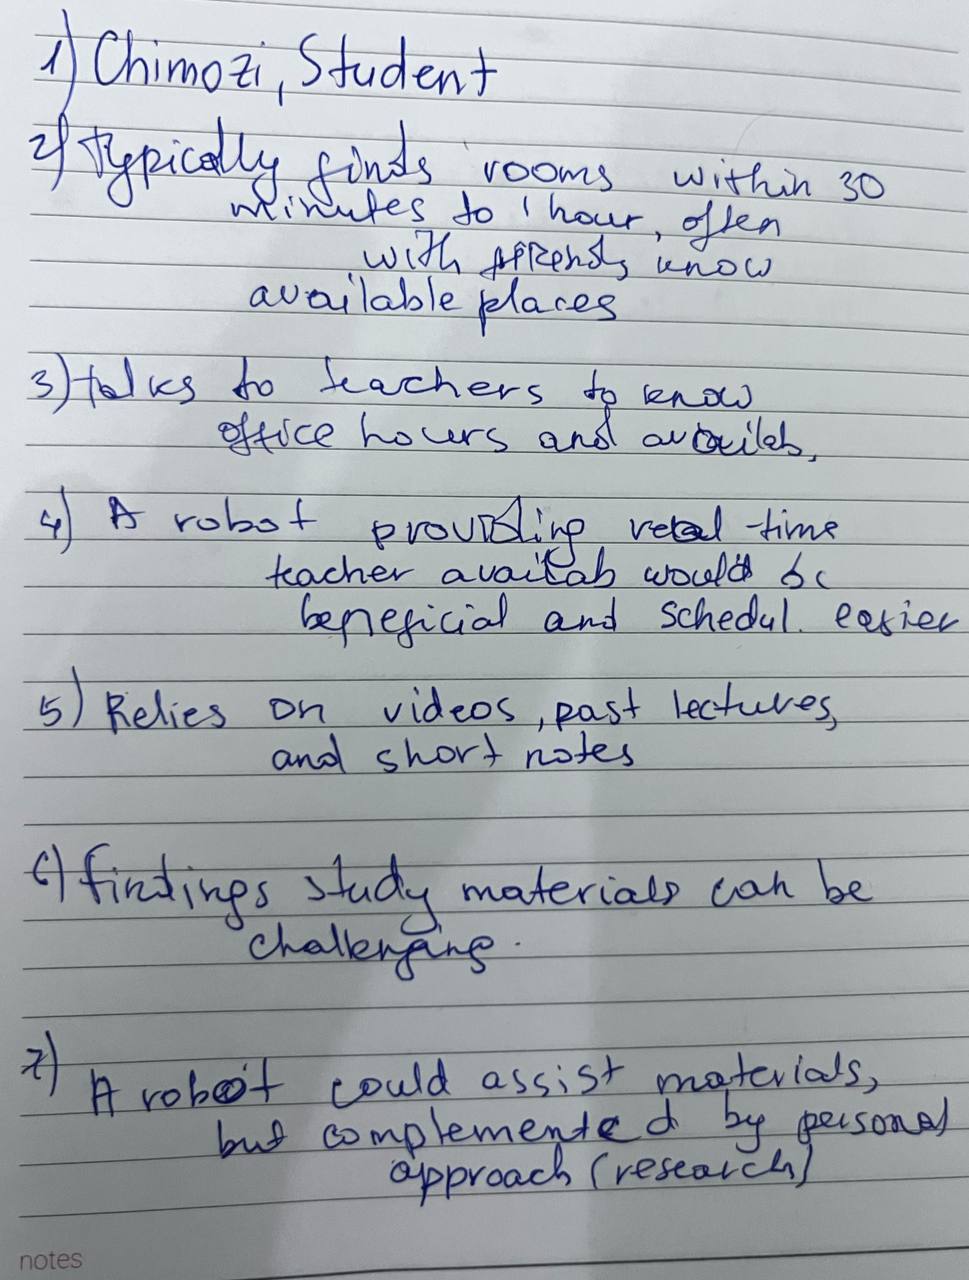 1) Chimozi, Student
2) Typically finds rooms within 30
minutes to 1 hour, often
with friends, know
available places
3) talks to teachers to know
office hours and availab,
4) A robot providing real-time
teacher availab would be
beneficial and schedul. easier
5) Relies on videos, past lectures,
and short notes
6) findings study materials can be
challenging.
7)
A robot could assist materials,
but complemented by personal
approach (research)
notes